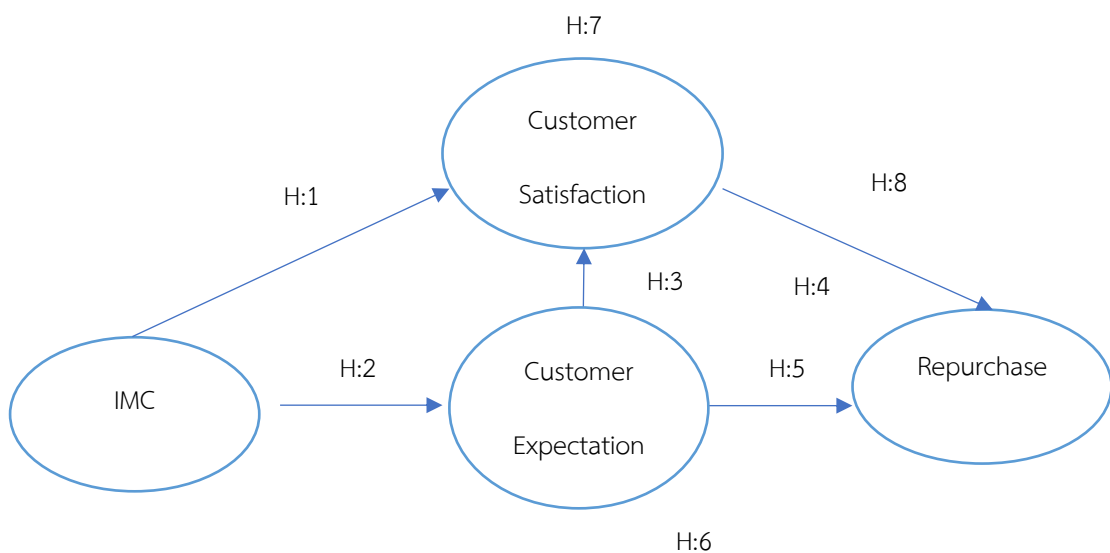 H:7
Customer
Satisfaction
H:1
H:8
H:3
H:4
IMC
H:2
Customer
Expectation
H:5
Repurchase
H:6